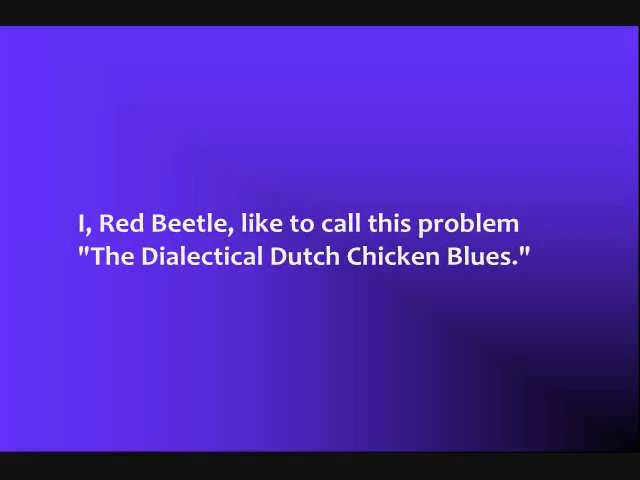 I, Red Beetle, like to call this problem
"The Dialectical Dutch Chicken Blues."